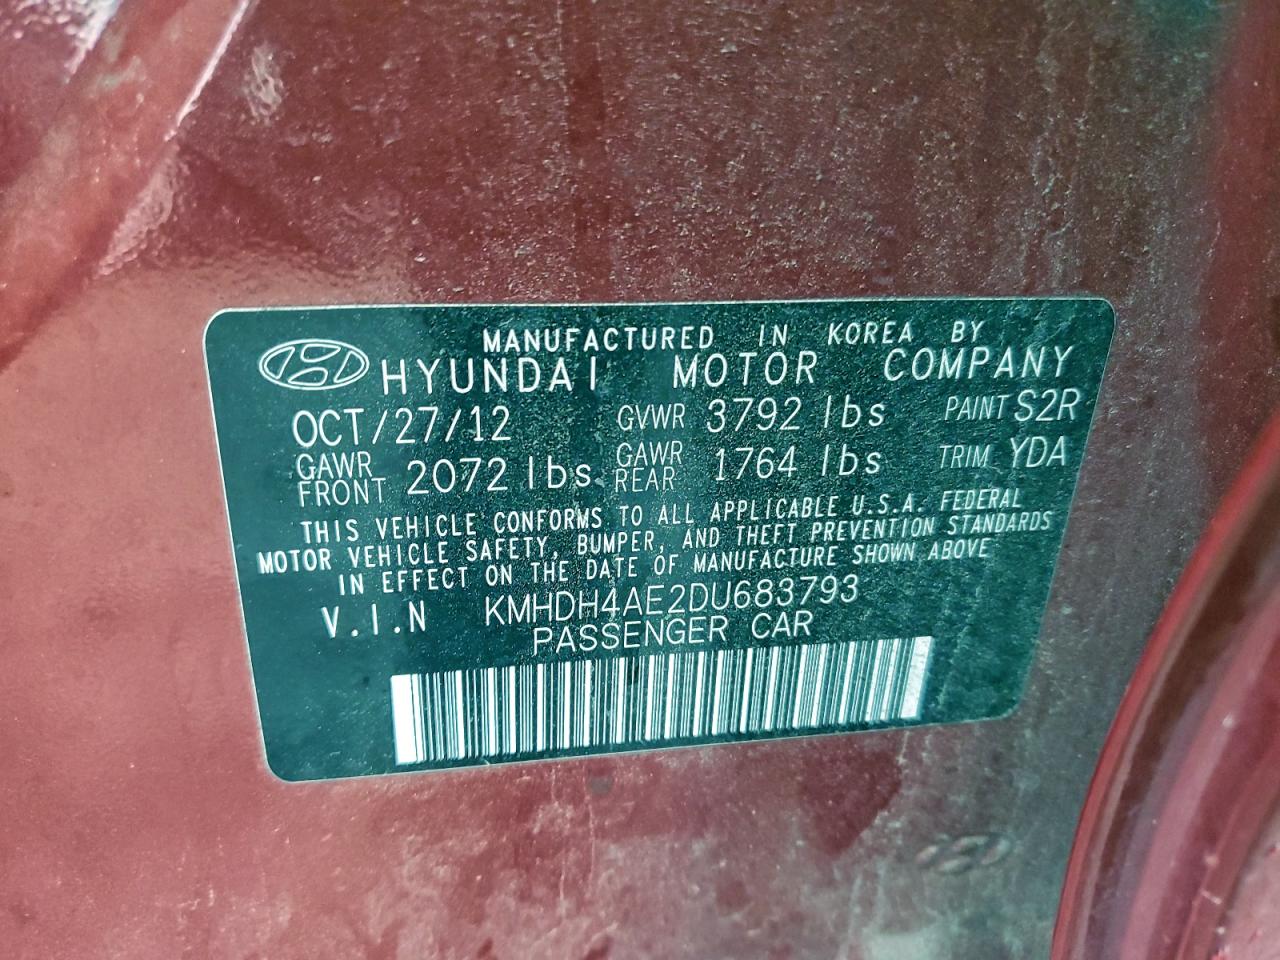 MANUFACTURED IN KOREA BY
HYUNDAI MOTOR COMPANY
OCT/27/12 GVWR 3792 lbs PAINT S2R
GAWR FRONT 2072 lbs GAWR REAR 1764 lbs TRIM YDA
THIS VEHICLE CONFORMS TO ALL APPLICABLE U.S.A. FEDERAL
MOTOR VEHICLE SAFETY, BUMPER, AND THEFT PREVENTION STANDARDS
IN EFFECT ON THE DATE OF MANUFACTURE SHOWN ABOVE
V.I.N KMHDH4AE2DU683793
PASSENGER CAR